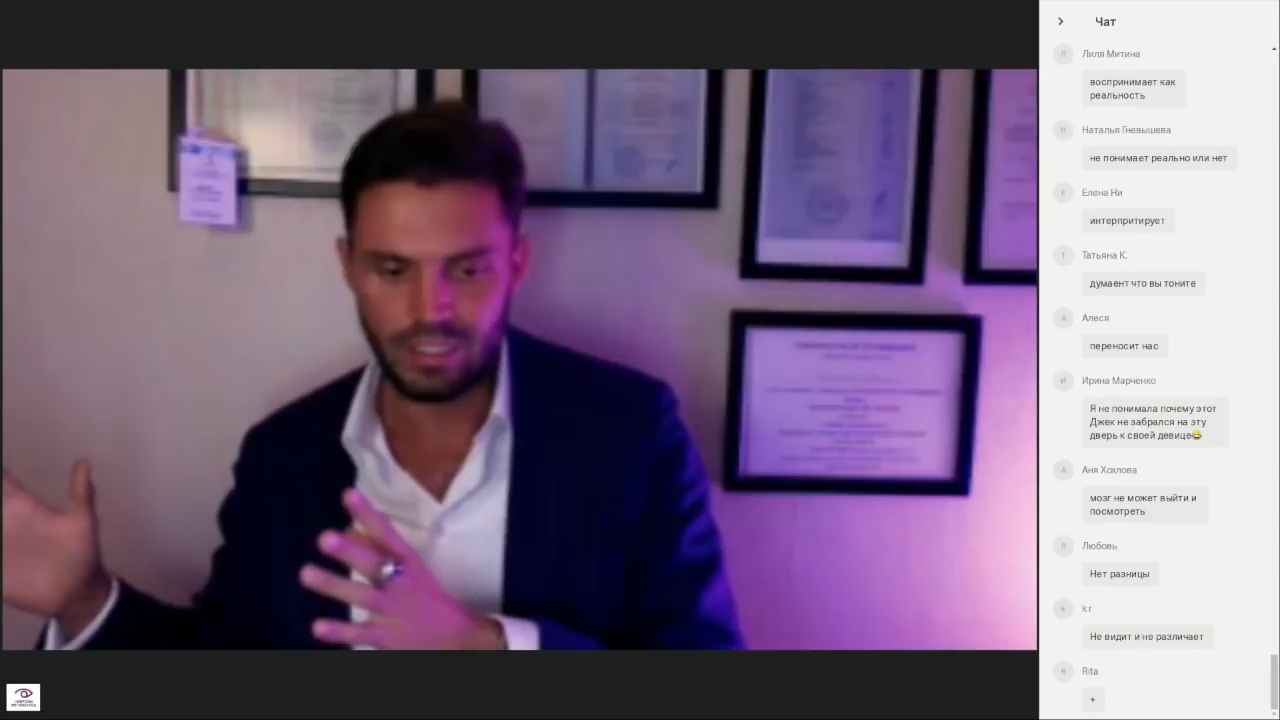 Чат
Лиля Митина
воспринимает как
реальность
Наталья Гневышева
не понимает реально или нет
Елена Ни
интерпритирует
Татьяна К.
думаент что вы тоните
Алеся
переносит нас
Ирина Марченко
Я не понимала почему этот
Джек не забрался на эту
дверь к своей девице😂
Аня Хохлова
мозг не может выйти и
посмотреть
Любовь
Нет разницы
k r
Не видит и не различает
Rita
+